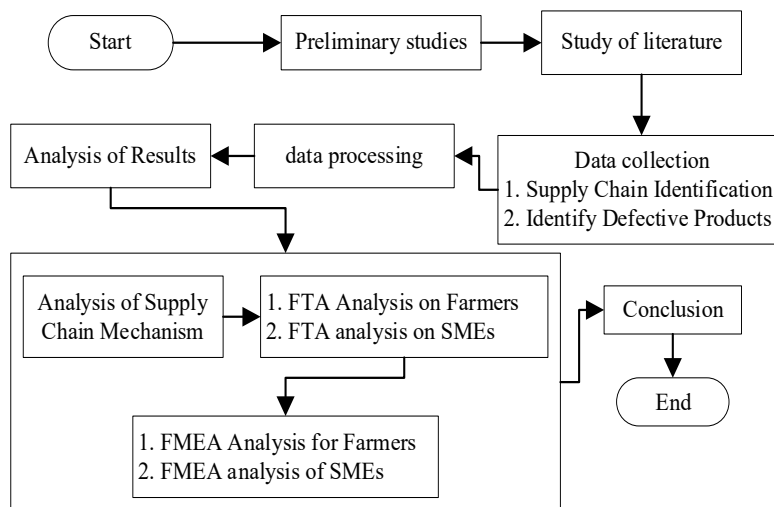 Start
Preliminary studies
Study of literature
Data collection
1. Supply Chain Identification
2. Identify Defective Products
data processing
Analysis of Results
Analysis of Supply
Chain Mechanism
1. FTA Analysis on Farmers
2. FTA analysis on SMEs
1. FMEA Analysis for Farmers
2. FMEA analysis of SMEs
Conclusion
End